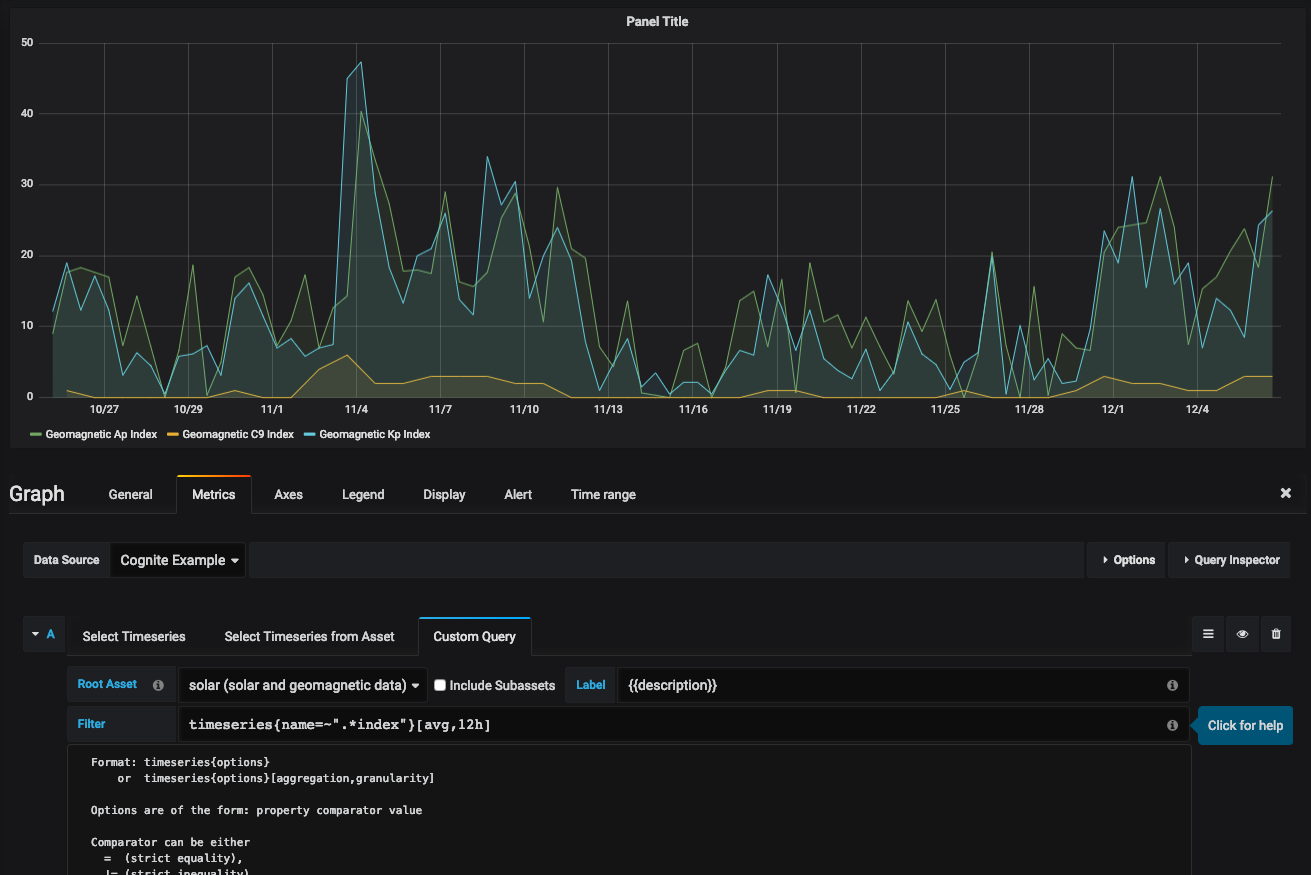 Panel Title
50
40
30
20
10
0
10/27 10/29 11/1 11/4 11/7 11/10 11/13 11/16 11/19 11/22 11/25 11/28 12/1 12/4
Geomagnetic Ap Index Geomagnetic C9 Index Geomagnetic Kp Index
Graph General Metrics Axes Legend Display Alert Time range
Data Source Cognite Example Options Query Inspector
A Select Timeseries Select Timeseries from Asset Custom Query
Root Asset solar (solar and geomagnetic data) Include Subassets Label {{description}}
Filter timeseries{name=~".*index"}[avg,12h] Click for help
Format: timeseries{options}
or timeseries{options}[aggregation,granularity]
Options are of the form: property comparator value
Comparator can be either
= (strict equality),
!= (strict inequality)